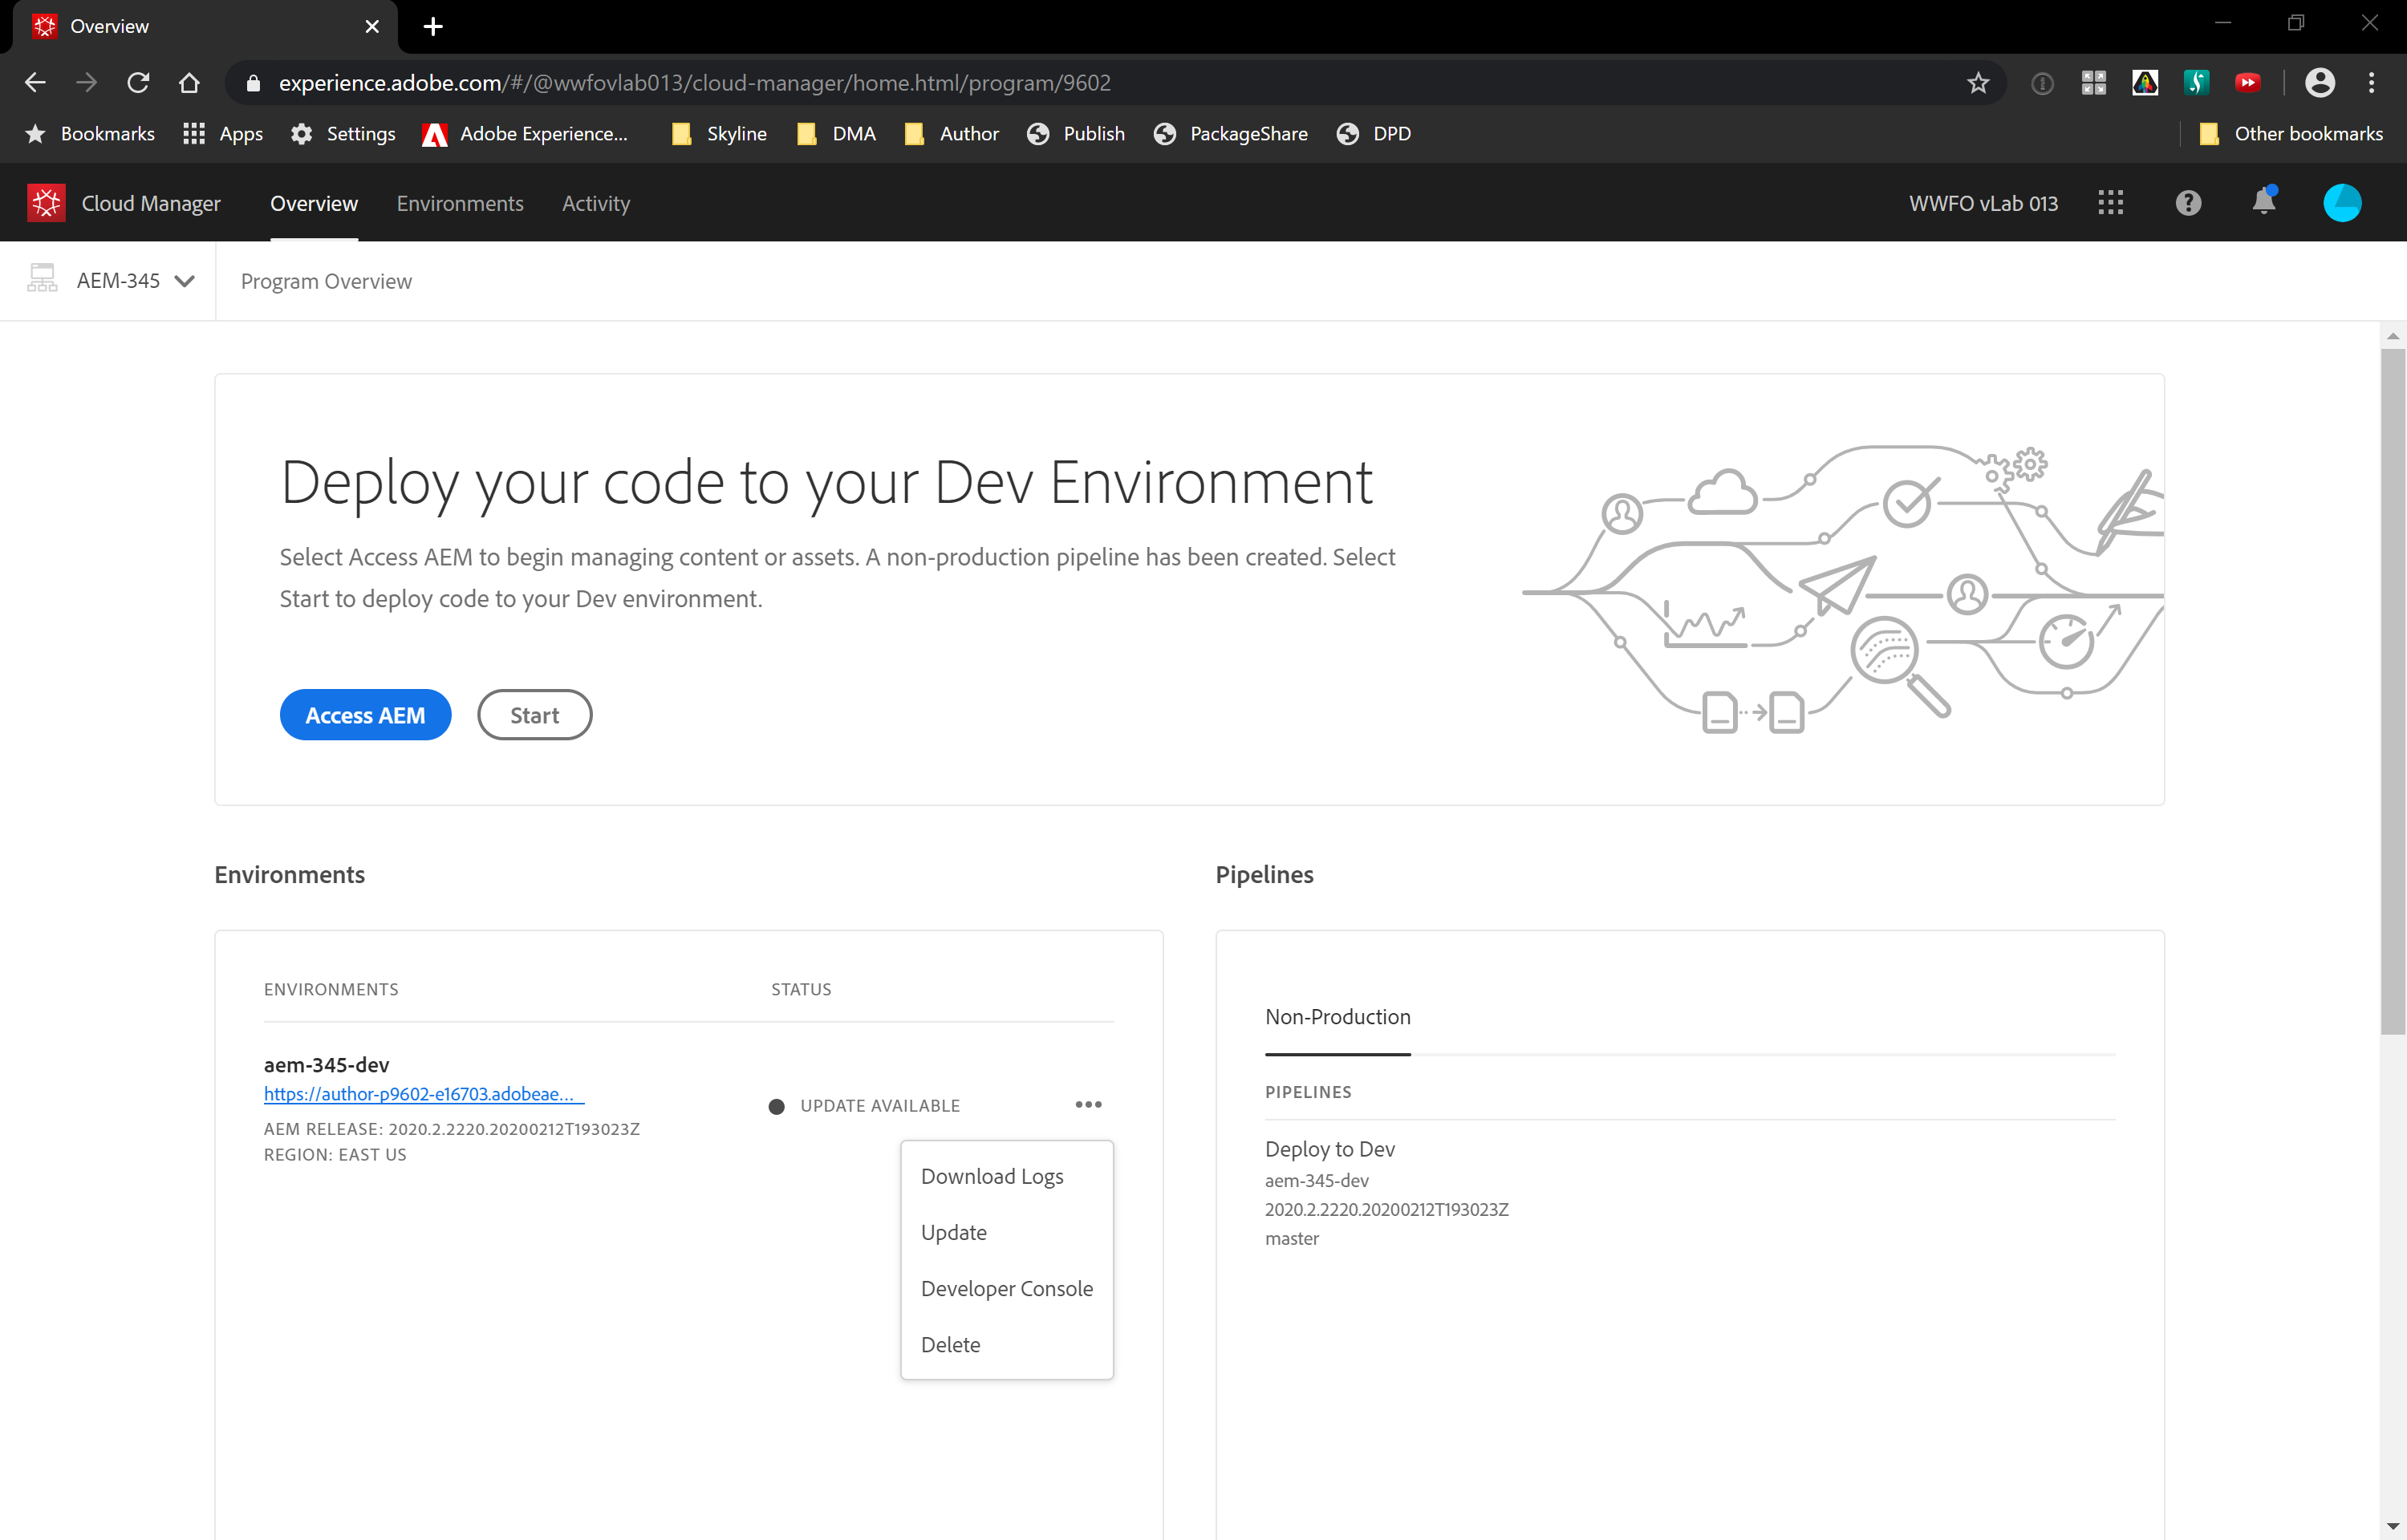 Overview
experience.adobe.com/#/@wwfovlab013/cloud-manager/home.html/program/9602
Bookmarks Apps Settings Adobe Experience... Skyline DMA Author Publish PackageShare DPD Other bookmarks
Cloud Manager Overview Environments Activity WWFO vLab 013
AEM-345 Program Overview
Deploy your code to your Dev Environment
Select Access AEM to begin managing content or assets. A non-production pipeline has been created. Select
Start to deploy code to your Dev environment.
Access AEM Start
Environments
ENVIRONMENTS STATUS
aem-345-dev
https://author-p9602-e16703.adobeae...
UPDATE AVAILABLE
AEM RELEASE: 2020.2.2220.20200212T193023Z
REGION: EAST US
Download Logs
Update
Developer Console
Delete
Pipelines
Non-Production
PIPELINES
Deploy to Dev
aem-345-dev
2020.2.2220.20200212T193023Z
master